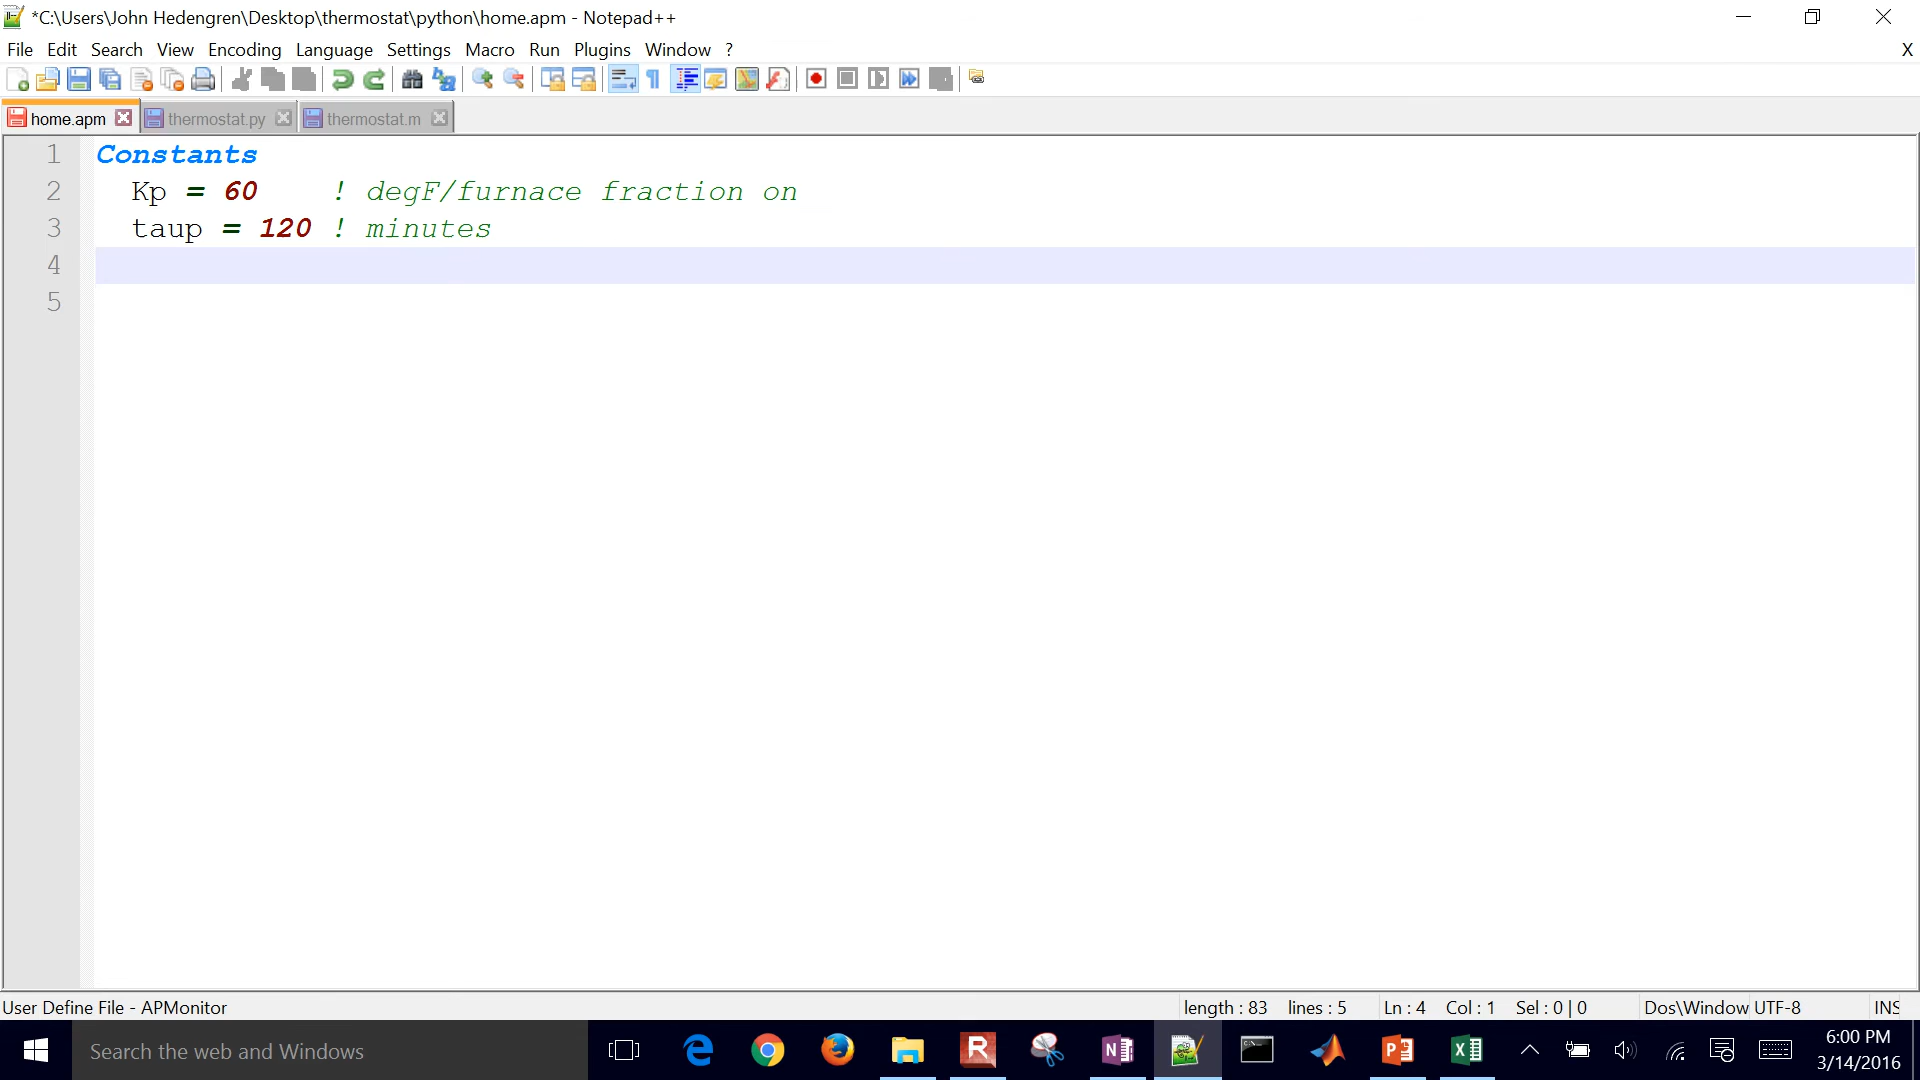 *C:\Users\John Hedengren\Desktop\thermostat\python\home.apm - Notepad++
File Edit Search View Encoding Language Settings Macro Run Plugins Window ? X
home.apm thermostat.py thermostat.m
1 Constants
2 Kp = 60 ! degF/furnace fraction on
3 taup = 120 ! minutes
4
5
User Define File - APMonitor length : 83 lines : 5 Ln : 4 Col : 1 Sel : 0 | 0 Dos\Window UTF-8 INS
Search the web and Windows
6:00 PM
3/14/2016